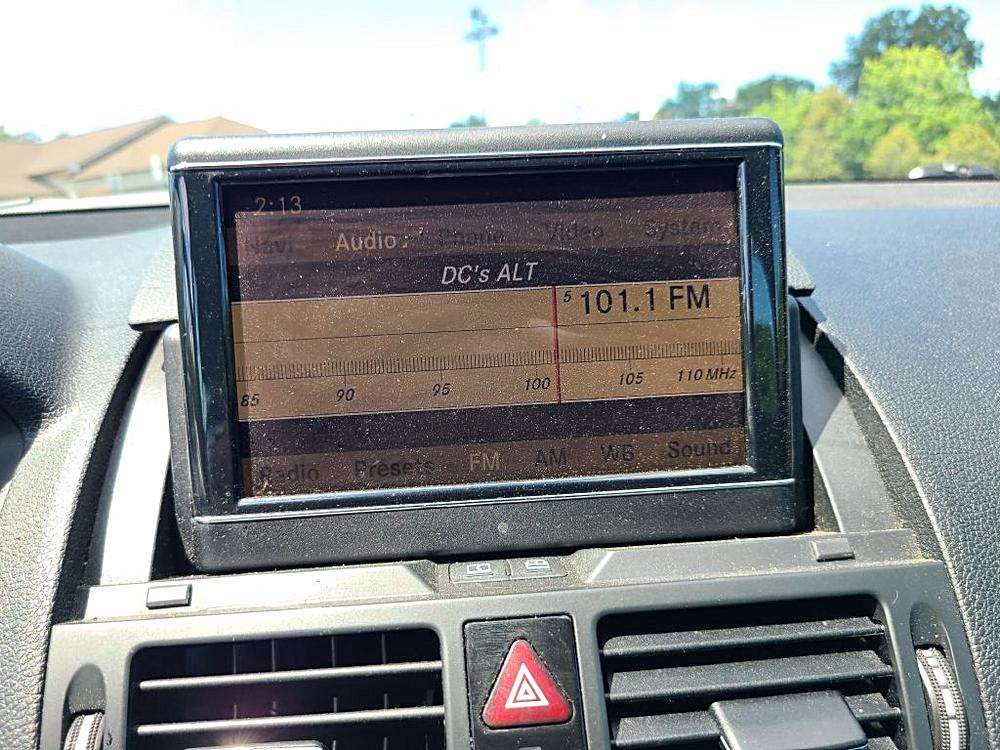 2:13
Navi Audio Phone Video System
DC's ALT
5 101.1 FM
85 90 95 100 105 110 MHz
Radio Presets FM AM WB Sound